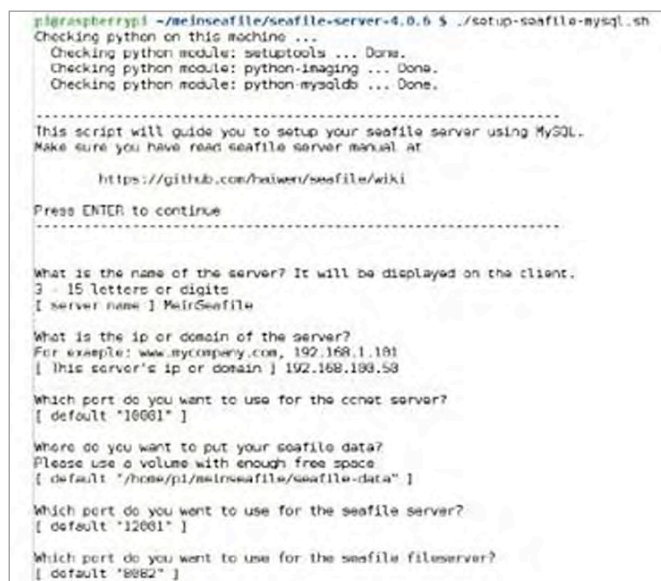 pi@raspberrypi ~/meinseafile/seafile-server-4.0.6 $ ./setup-seafile-mysql.sh
Checking python on this machine ...
Checking python module: setuptools ... Done.
Checking python module: python-imaging ... Done.
Checking python module: python-mysqldb ... Done.
-----------------------------------------------------------------
This script will guide you to setup your seafile server using MySQL.
Make sure you have read seafile server manual at
https://github.com/haiwen/seafile/wiki
Press ENTER to continue
-----------------------------------------------------------------
What is the name of the server? It will be displayed on the client.
3 - 15 letters or digits
[ server name ] MeinSeafile
What is the ip or domain of the server?
For example: www.mycompany.com, 192.168.1.101
[ This server's ip or domain ] 192.168.100.50
Which port do you want to use for the ccnet server?
[ default "10001" ]
Where do you want to put your seafile data?
Please use a volume with enough free space
[ default "/home/pi/meinseafile/seafile-data" ]
Which port do you want to use for the seafile server?
[ default "12001" ]
Which port do you want to use for the seafile fileserver?
[ default "8082" ]